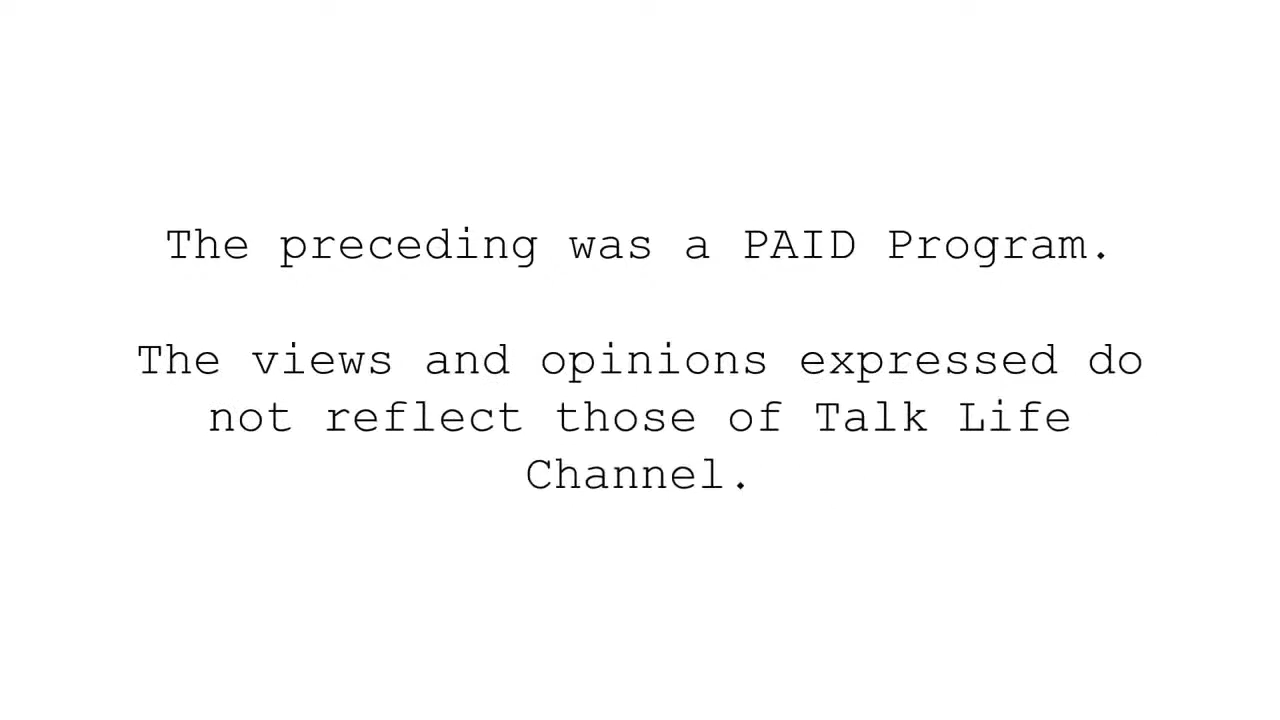 The preceding was a PAID Program.
The views and opinions expressed do
not reflect those of Talk Life
Channel.